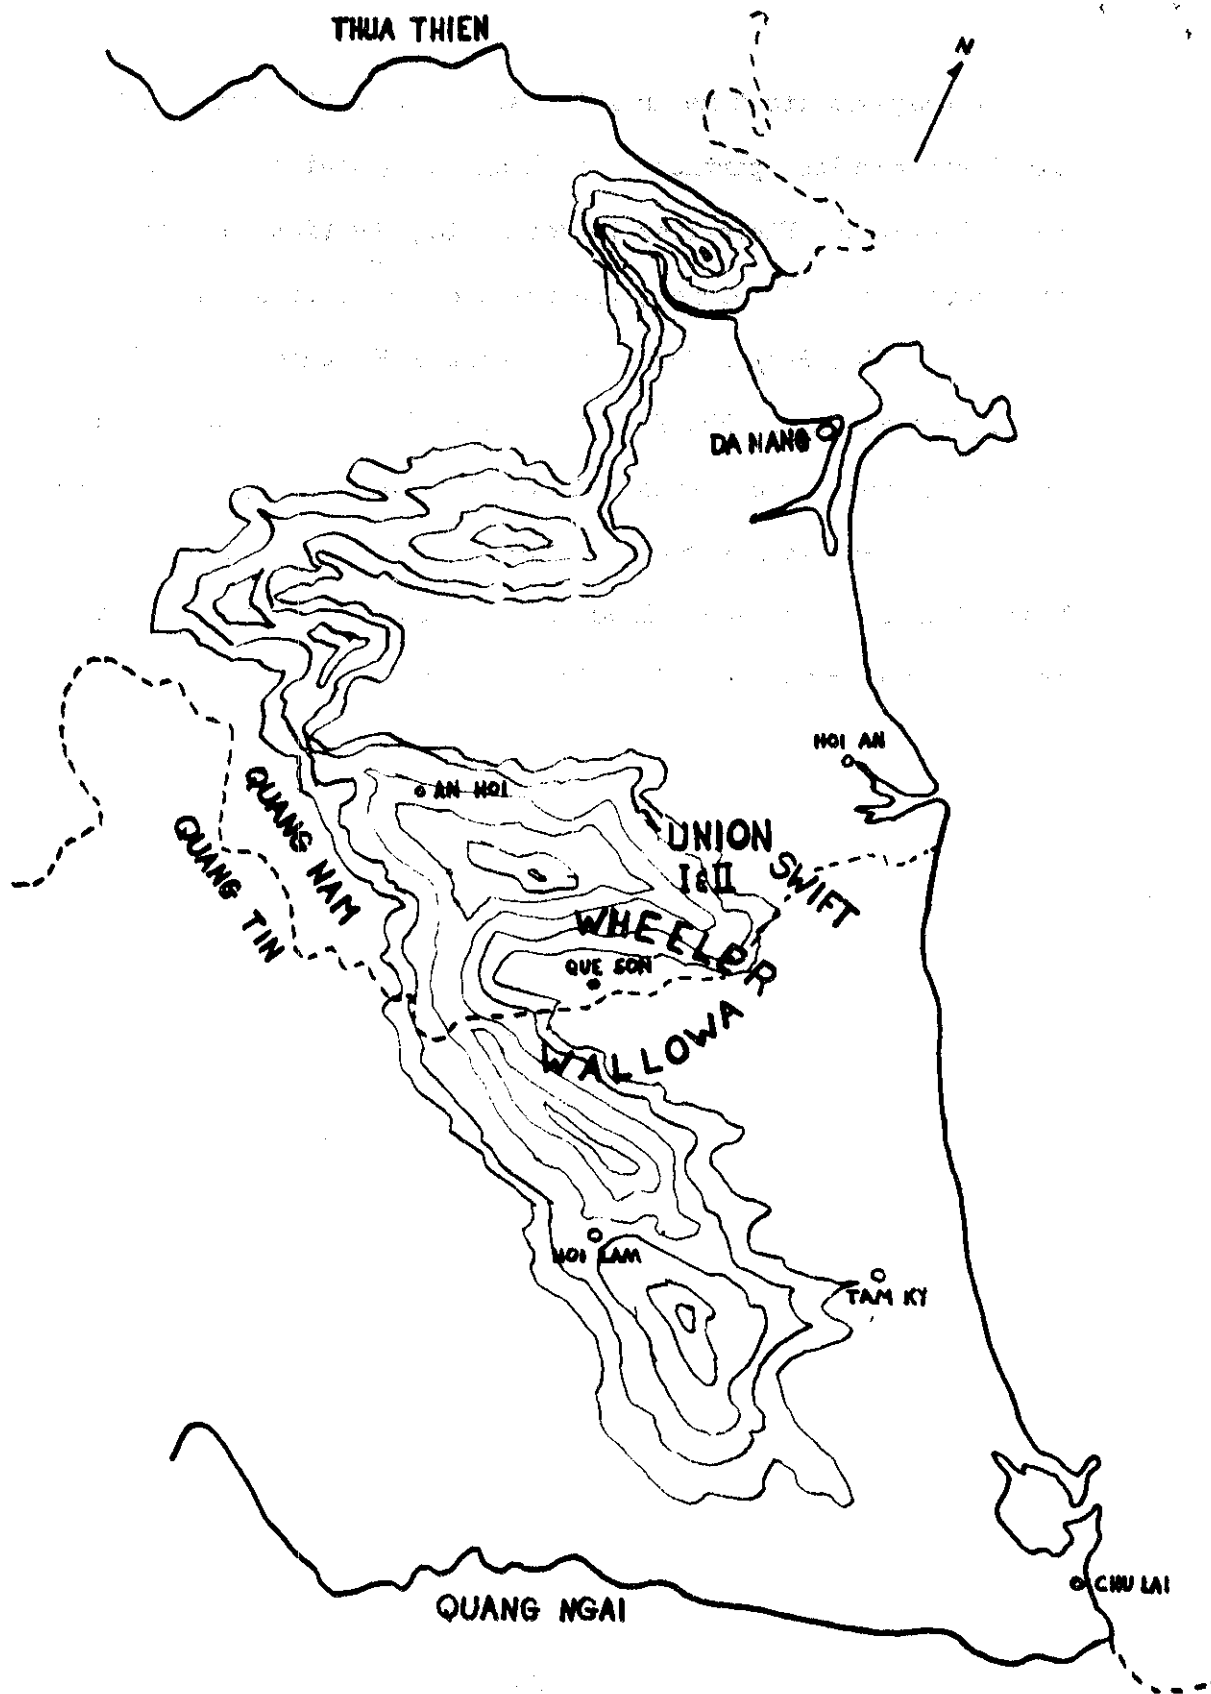 THUA THIEN
N
DA NANG
HOI AN
AN HOI
QUANG NAM
QUANG TIN
UNION
I & II
SWIFT
WHEELER
QUE SON
WALLOWA
HOI LAM
TAM KY
CHU LAI
QUANG NGAI